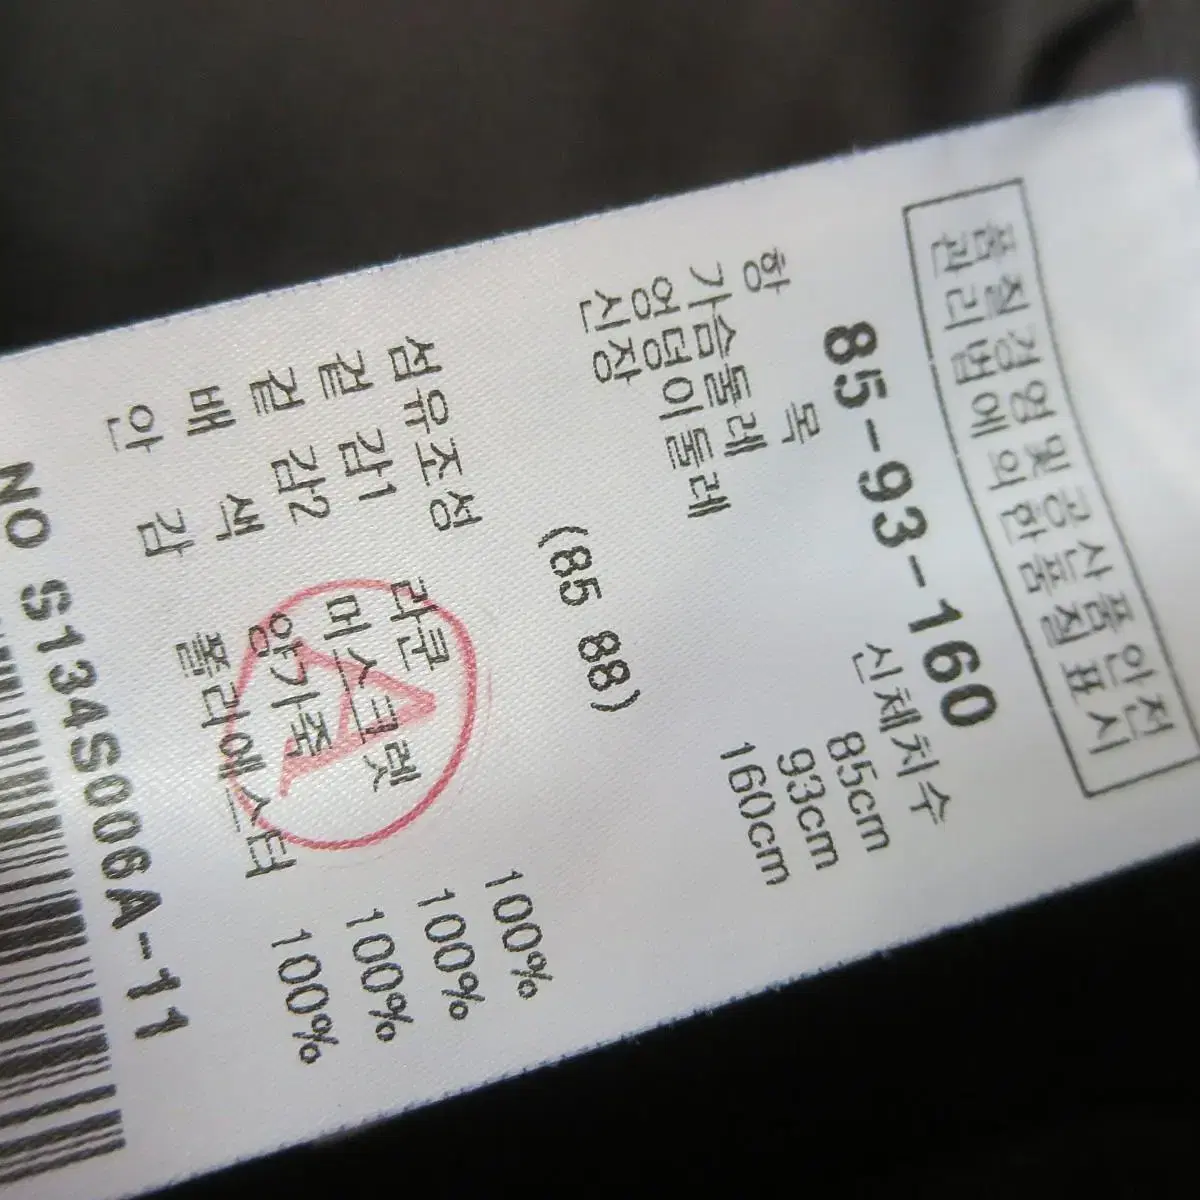 품질경영 및 공산품안전
관리법에 의한 품질표시
85-93-160
항 목 신체치수
가슴둘레 85cm
엉덩이둘레 93cm
신장 160cm
(85 88)
섬유조성
겉감1 라쿤 100%
겉감2 머스크렛 100%
배색 양가죽 100%
안감 폴리에스터 100%
A
NO S134S006A-11